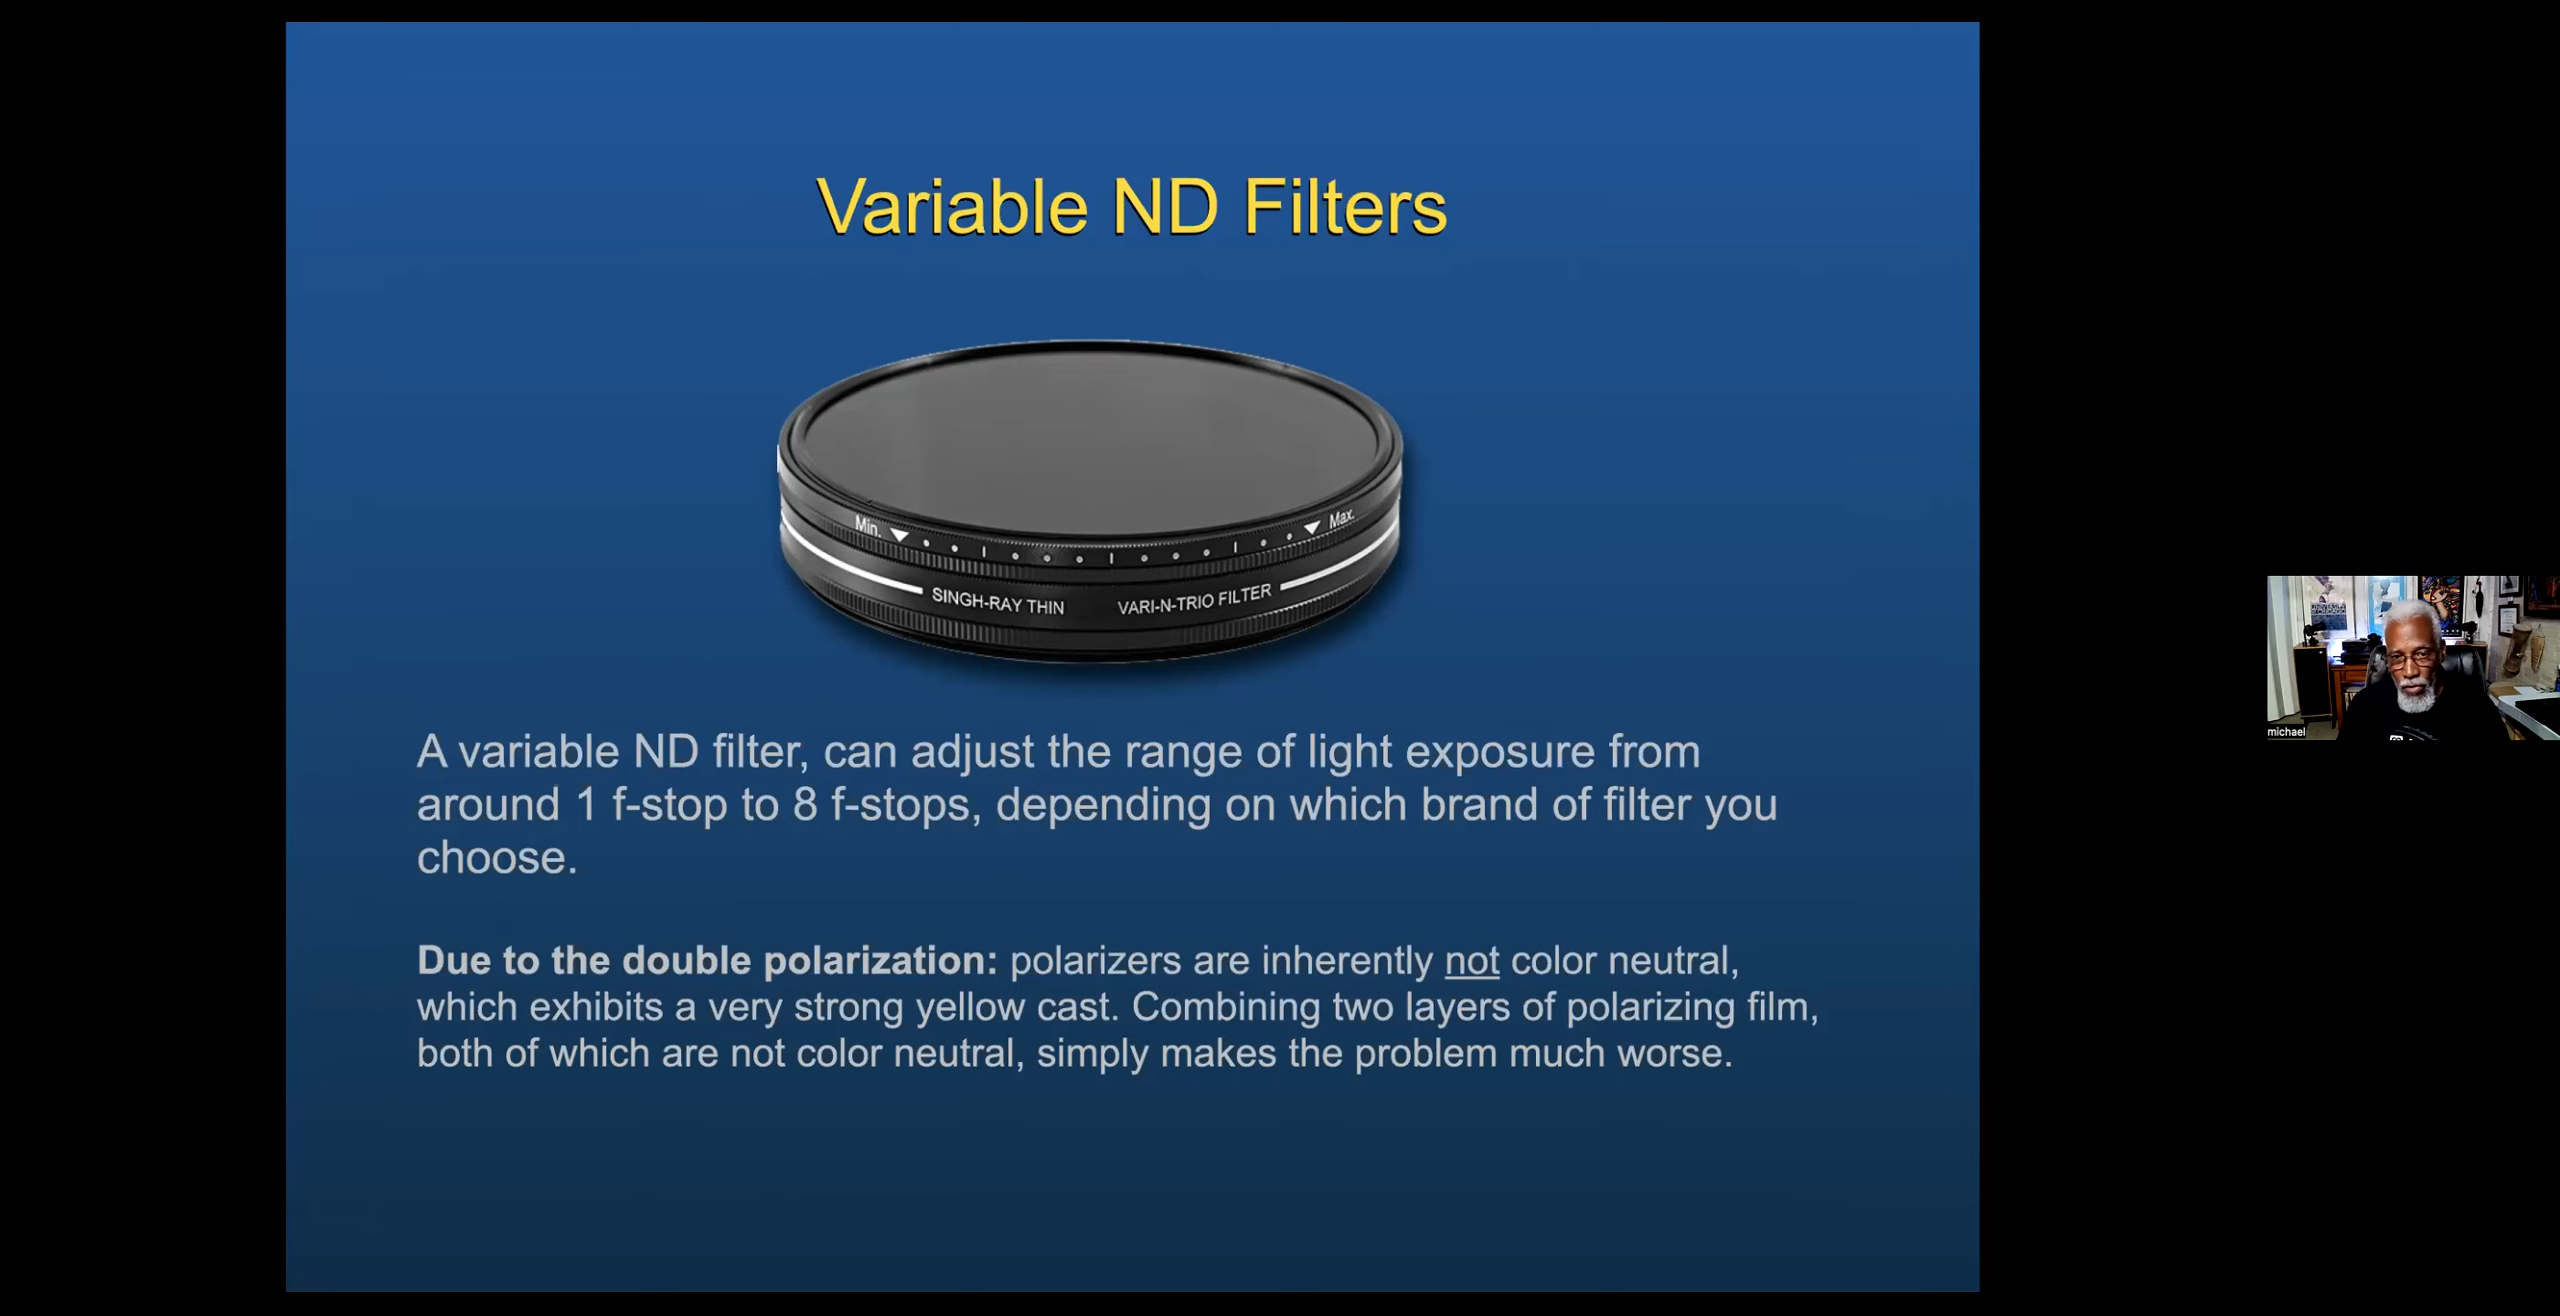 Variable ND Filters
Min.
Max.
SINGH-RAY THIN VARI-N-TRIO FILTER
A variable ND filter, can adjust the range of light exposure from
around 1 f-stop to 8 f-stops, depending on which brand of filter you
choose.
Due to the double polarization: polarizers are inherently not color neutral,
which exhibits a very strong yellow cast. Combining two layers of polarizing film,
both of which are not color neutral, simply makes the problem much worse.
michael